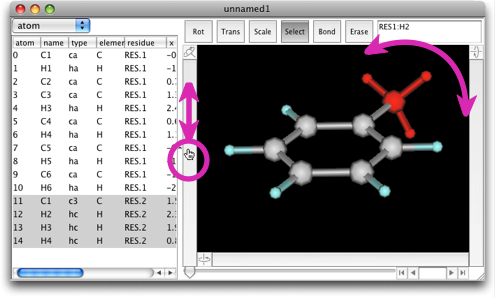 unnamed1
atom
Rot Trans Scale Select Bond Erase RES1:H2
atom name type elemen residue x
0 C1 ca C RES.1 -0
1 H1 ha H RES.1 -1
2 C2 ca C RES.1 0.
3 C3 ca C RES.1 1.
4 H3 ha H RES.1 2.
5 C4 ca C RES.1 0.
6 H4 ha H RES.1 1.
7 C5 ca C RES.1
8 H5 ha H RES.1
9 C6 ca C RES.1 -1
10 H6 ha H RES.1 -2
11 C1 c3 C RES.2 1.
12 H2 hc H RES.2 2.
13 H3 hc H RES.2 1.
14 H4 hc H RES.2 0.